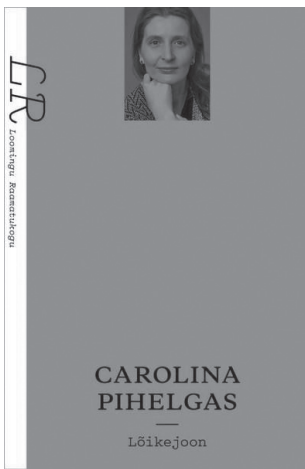 LR
Loomingu Raamatukogu
CAROLINA
PIHELGAS
Lõikejoon